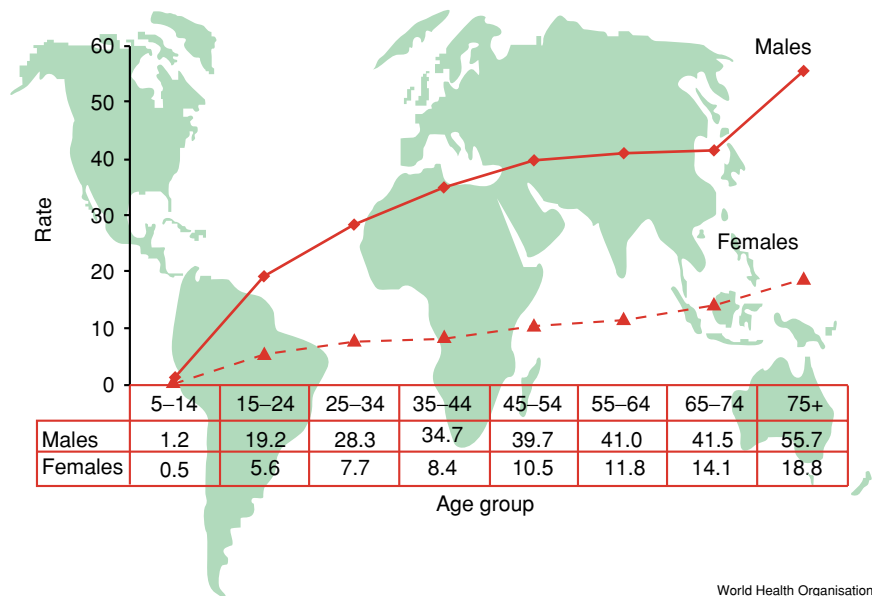 60
Males
50
40
30
Rate
Females
20
10
0
5–14 15–24 25–34 35–44 45–54 55–64 65–74 75+
Males 1.2 19.2 28.3 34.7 39.7 41.0 41.5 55.7
Females 0.5 5.6 7.7 8.4 10.5 11.8 14.1 18.8
Age group
World Health Organisation